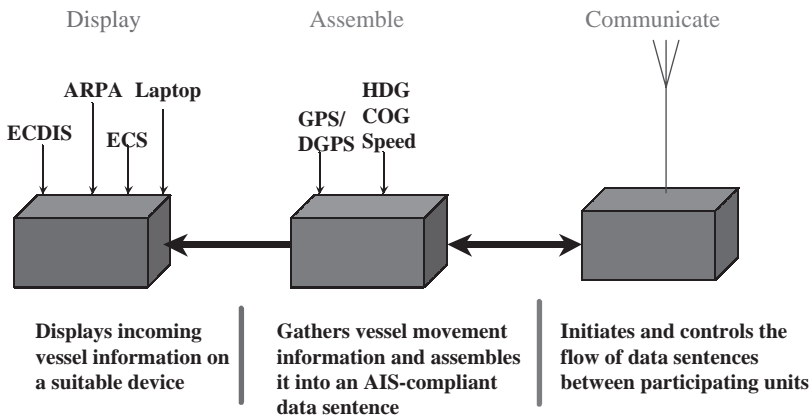 Display
Assemble
Communicate
ARPA Laptop
ECDIS
ECS
GPS/
DGPS
HDG
COG
Speed
Displays incoming
vessel information on
a suitable device
Gathers vessel movement
information and assembles
it into an AIS-compliant
data sentence
Initiates and controls the
flow of data sentences
between participating units